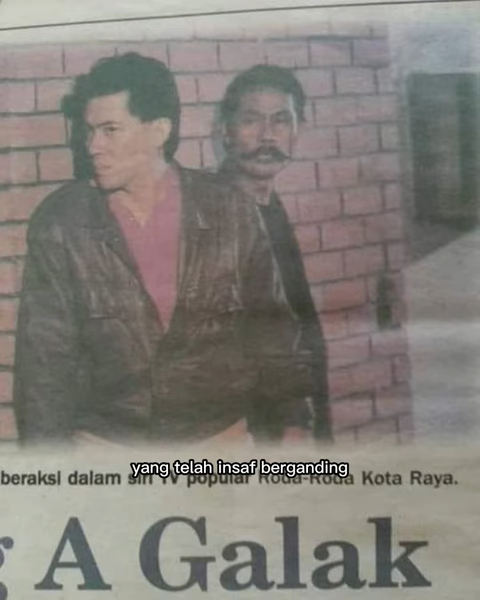 yang telah insaf berganding
beraksi dalam siri TV popular Roda-Roda Kota Raya.
A Galak